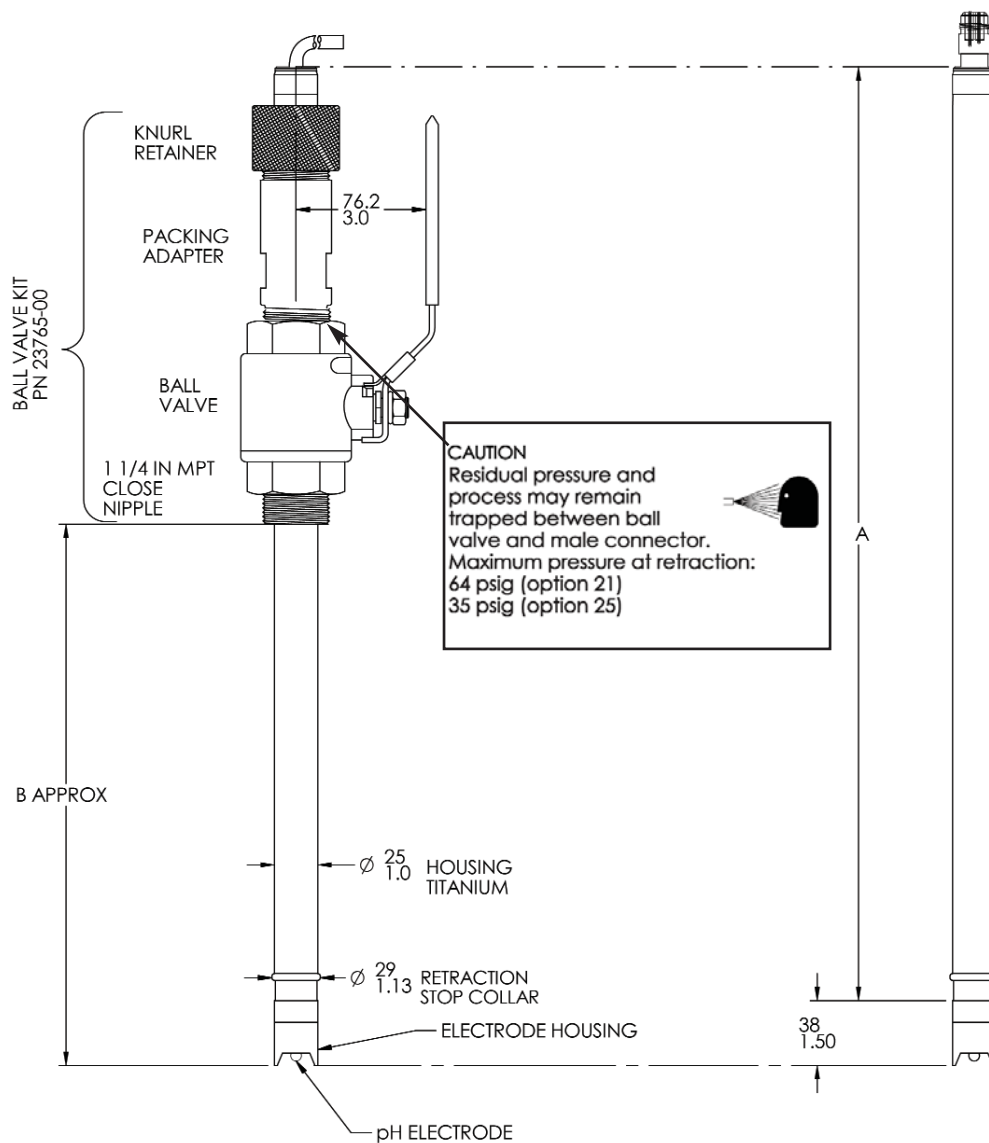 KNURL
RETAINER
76.2
3.0
PACKING
ADAPTER
BALL VALVE KIT
PN 23765-00
BALL
VALVE
1 1/4 IN MPT
CLOSE
NIPPLE
CAUTION
Residual pressure and
process may remain
trapped between ball
valve and male connector.
Maximum pressure at retraction:
64 psig (option 21)
35 psig (option 25)
A
B APPROX
Ø 25
1.0
HOUSING
TITANIUM
Ø 29
1.13
RETRACTION
STOP COLLAR
ELECTRODE HOUSING
38
1.50
pH ELECTRODE